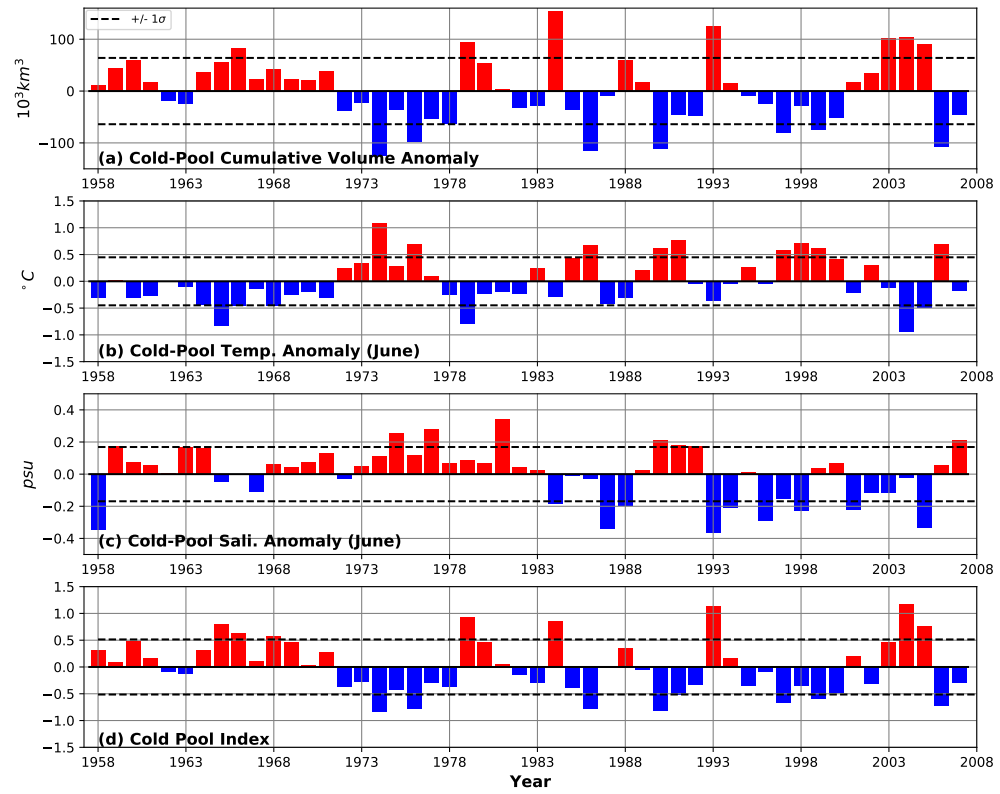 +/- 1σ
100
0
−100
10³km³
(a) Cold-Pool Cumulative Volume Anomaly
1958 1963 1968 1973 1978 1983 1988 1993 1998 2003 2008
1.5
1.0
0.5
0.0
−0.5
−1.0
−1.5
°C
(b) Cold-Pool Temp. Anomaly (June)
1958 1963 1968 1973 1978 1983 1988 1993 1998 2003 2008
0.4
0.2
0.0
−0.2
−0.4
psu
(c) Cold-Pool Sali. Anomaly (June)
1958 1963 1968 1973 1978 1983 1988 1993 1998 2003 2008
1.5
1.0
0.5
0.0
−0.5
−1.0
−1.5
(d) Cold Pool Index
1958 1963 1968 1973 1978 1983 1988 1993 1998 2003 2008
Year